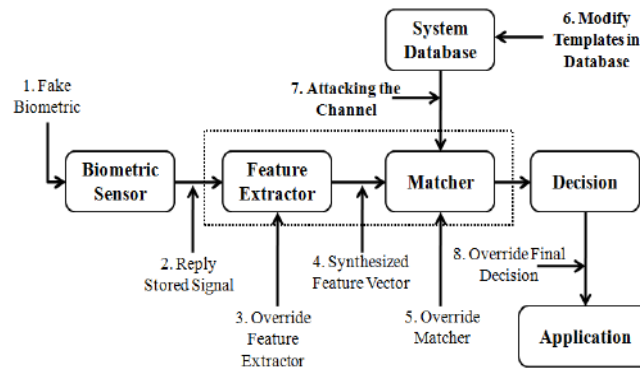 System
Database
6. Modify
Templates in
Database
1. Fake
Biometric
7. Attacking the
Channel
Biometric
Sensor
Feature
Extractor
Matcher
Decision
2. Reply
Stored Signal
4. Synthesized
Feature Vector
8. Override Final
Decision
3. Override
Feature
Extractor
5. Override
Matcher
Application